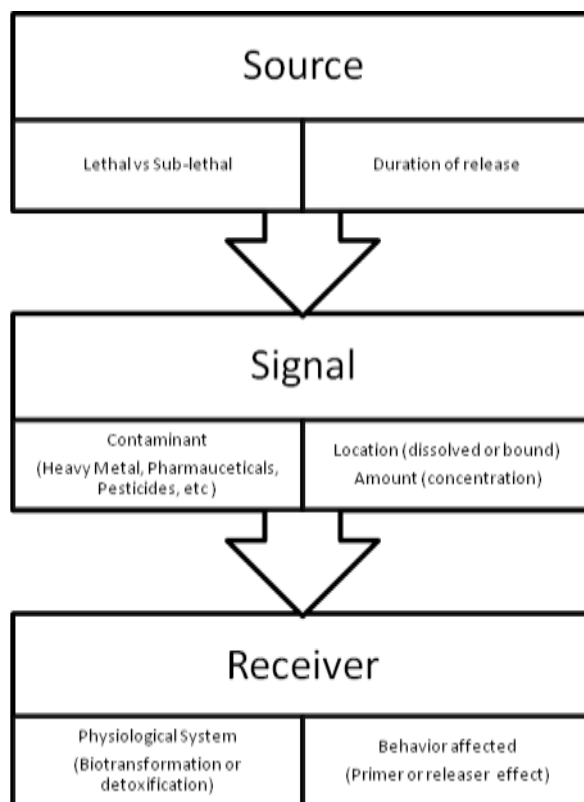 Source
Lethal vs Sub-lethal
Duration of release
Signal
Contaminant
(Heavy Metal, Pharmauceticals,
Pesticides, etc )
Location (dissolved or bound)
Amount (concentration)
Receiver
Physiological System
(Biotransformation or
detoxification)
Behavior affected
(Primer or releaser effect)